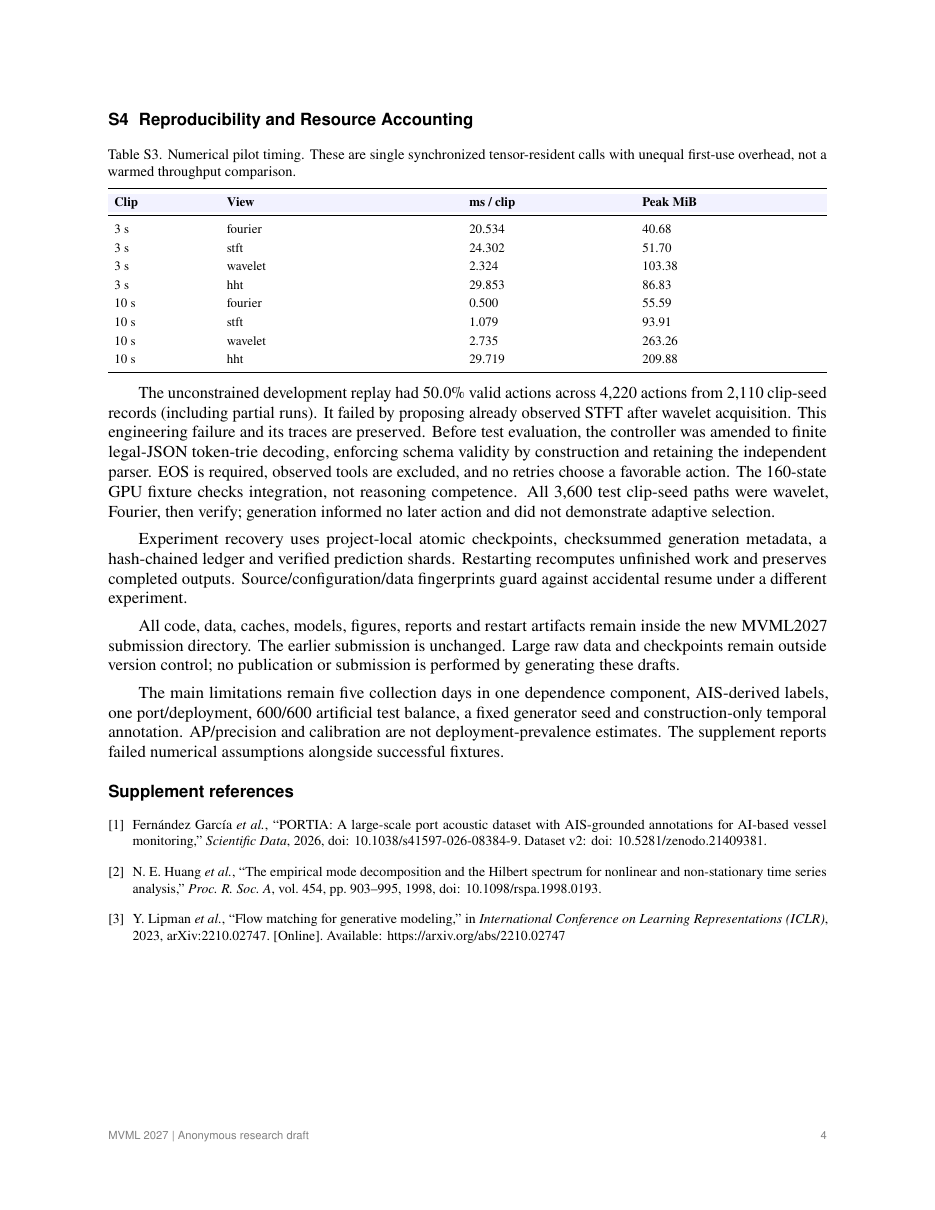 S4 Reproducibility and Resource Accounting
Table S3. Numerical pilot timing. These are single synchronized tensor-resident calls with unequal first-use overhead, not a
warmed throughput comparison.
Clip View ms / clip Peak MiB
3 s fourier 20.534 40.68
3 s stft 24.302 51.70
3 s wavelet 2.324 103.38
3 s hht 29.853 86.83
10 s fourier 0.500 55.59
10 s stft 1.079 93.91
10 s wavelet 2.735 263.26
10 s hht 29.719 209.88
The unconstrained development replay had 50.0% valid actions across 4,220 actions from 2,110 clip-seed
records (including partial runs). It failed by proposing already observed STFT after wavelet acquisition. This
engineering failure and its traces are preserved. Before test evaluation, the controller was amended to finite
legal-JSON token-trie decoding, enforcing schema validity by construction and retaining the independent
parser. EOS is required, observed tools are excluded, and no retries choose a favorable action. The 160-state
GPU fixture checks integration, not reasoning competence. All 3,600 test clip-seed paths were wavelet,
Fourier, then verify; generation informed no later action and did not demonstrate adaptive selection.
Experiment recovery uses project-local atomic checkpoints, checksummed generation metadata, a
hash-chained ledger and verified prediction shards. Restarting recomputes unfinished work and preserves
completed outputs. Source/configuration/data fingerprints guard against accidental resume under a different
experiment.
All code, data, caches, models, figures, reports and restart artifacts remain inside the new MVML2027
submission directory. The earlier submission is unchanged. Large raw data and checkpoints remain outside
version control; no publication or submission is performed by generating these drafts.
The main limitations remain five collection days in one dependence component, AIS-derived labels,
one port/deployment, 600/600 artificial test balance, a fixed generator seed and construction-only temporal
annotation. AP/precision and calibration are not deployment-prevalence estimates. The supplement reports
failed numerical assumptions alongside successful fixtures.
Supplement references
[1] Fernández García et al., “PORTIA: A large-scale port acoustic dataset with AIS-grounded annotations for AI-based vessel
monitoring,” Scientific Data, 2026, doi: 10.1038/s41597-026-08384-9. Dataset v2: doi: 10.5281/zenodo.21409381.
[2] N. E. Huang et al., “The empirical mode decomposition and the Hilbert spectrum for nonlinear and non-stationary time series
analysis,” Proc. R. Soc. A, vol. 454, pp. 903–995, 1998, doi: 10.1098/rspa.1998.0193.
[3] Y. Lipman et al., “Flow matching for generative modeling,” in International Conference on Learning Representations (ICLR),
2023, arXiv:2210.02747. [Online]. Available: https://arxiv.org/abs/2210.02747
MVML 2027 | Anonymous research draft 4